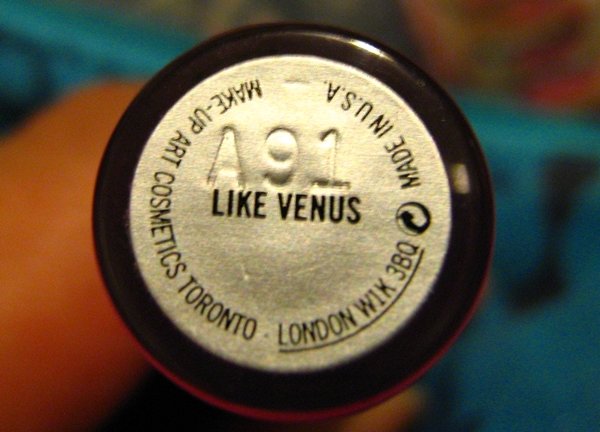 A91
LIKE VENUS
MAKE-UP ART COSMETICS TORONTO · LONDON W1K 3BQ
MADE IN U.S.A.